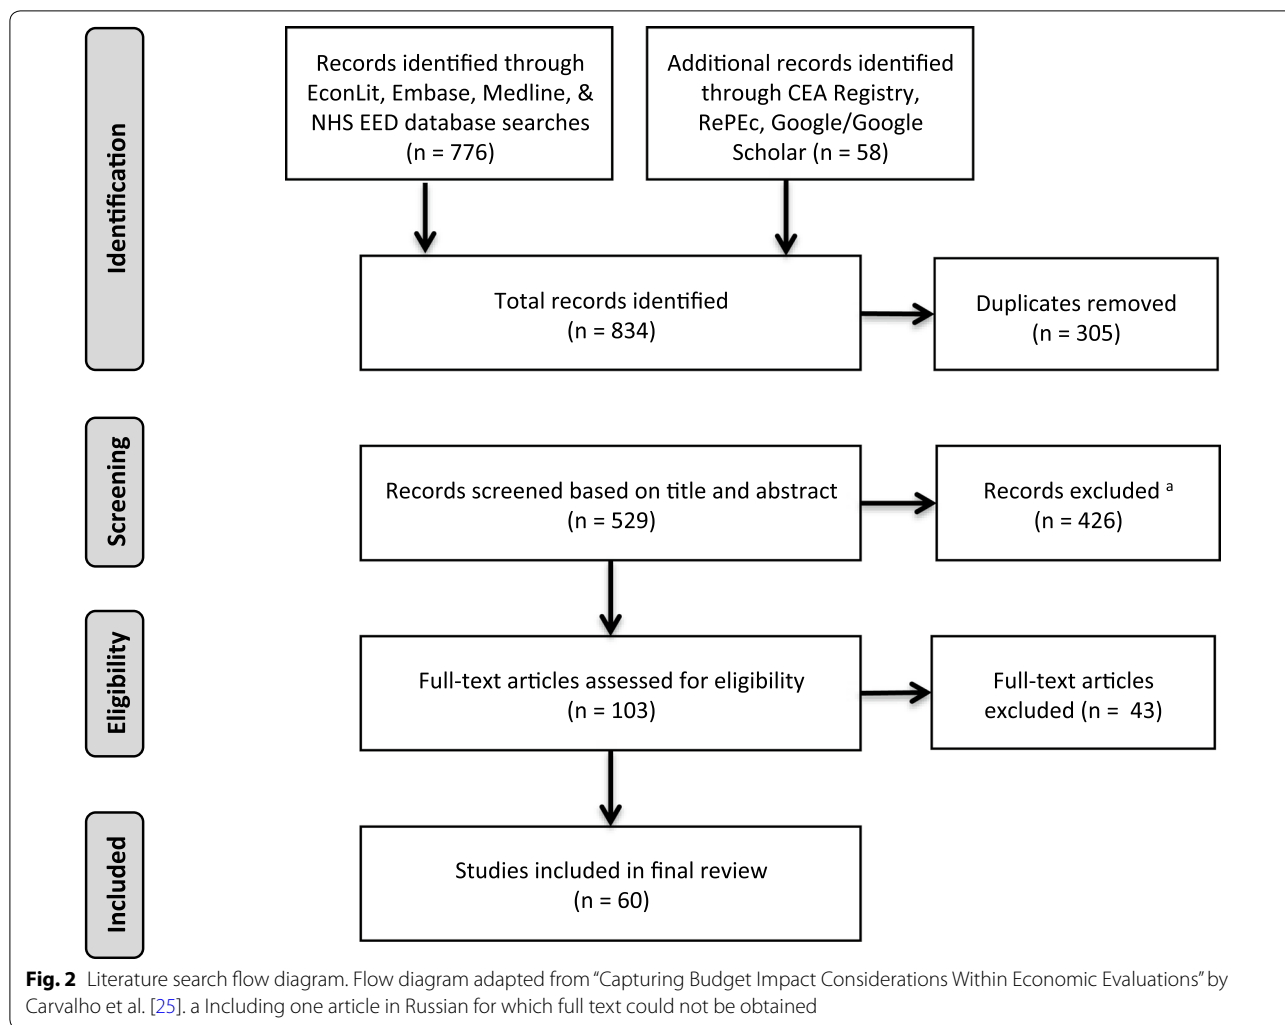 Identification
Records identified through
EconLit, Embase, Medline, &
NHS EED database searches
(n = 776)
Additional records identified
through CEA Registry,
RePEc, Google/Google
Scholar (n = 58)
Total records identified
(n = 834)
Duplicates removed
(n = 305)
Screening
Records screened based on title and abstract
(n = 529)
Records excluded a
(n = 426)
Eligibility
Full-text articles assessed for eligibility
(n = 103)
Full-text articles
excluded (n = 43)
Included
Studies included in final review
(n = 60)
Fig. 2 Literature search flow diagram. Flow diagram adapted from “Capturing Budget Impact Considerations Within Economic Evaluations” by
Carvalho et al. [25]. a Including one article in Russian for which full text could not be obtained